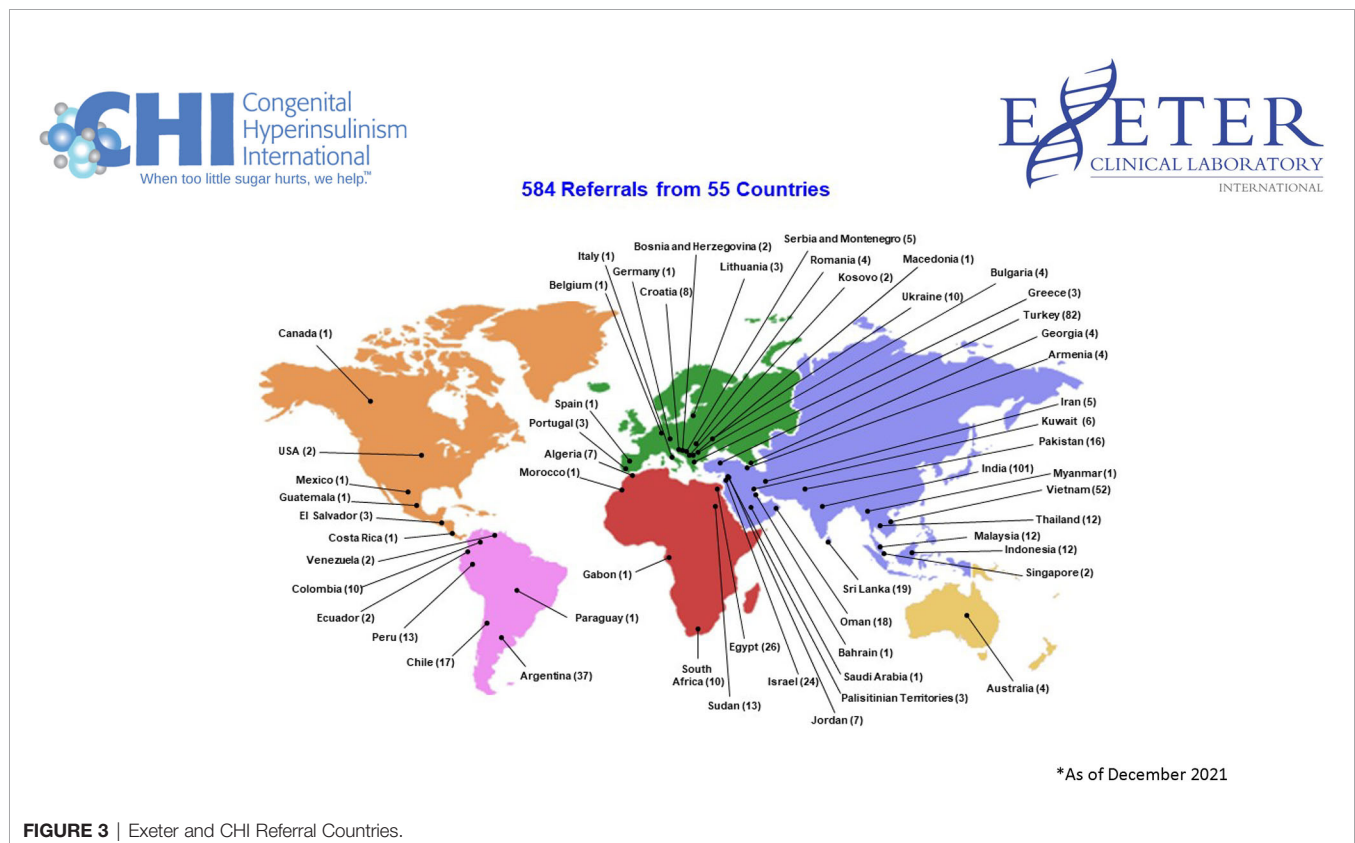 CHI Congenital
Hyperinsulinism
International
When too little sugar hurts, we help.™
EXETER
CLINICAL LABORATORY
INTERNATIONAL
584 Referrals from 55 Countries
Serbia and Montenegro (5)
Bosnia and Herzegovina (2)
Italy (1)
Romania (4)
Macedonia (1)
Germany (1)
Lithuania (3)
Kosovo (2)
Bulgaria (4)
Belgium (1)
Croatia (8)
Ukraine (10)
Greece (3)
Turkey (82)
Georgia (4)
Canada (1)
Armenia (4)
Spain (1)
Iran (5)
Portugal (3)
Kuwait (6)
Pakistan (16)
USA (2)
Algeria (7)
Morocco (1)
India (101)
Myanmar (1)
Mexico (1)
Vietnam (52)
Guatemala (1)
El Salvador (3)
Thailand (12)
Costa Rica (1)
Malaysia (12)
Indonesia (12)
Venezuela (2)
Gabon (1)
Singapore (2)
Colombia (10)
Sri Lanka (19)
Ecuador (2)
Paraguay (1)
Oman (18)
Peru (13)
Egypt (26)
Bahrain (1)
Chile (17)
South
Africa (10)
Argentina (37)
Israel (24)
Saudi Arabia (1)
Australia (4)
Palisitinian Territories (3)
Sudan (13)
Jordan (7)
*As of December 2021
FIGURE 3 | Exeter and CHI Referral Countries.